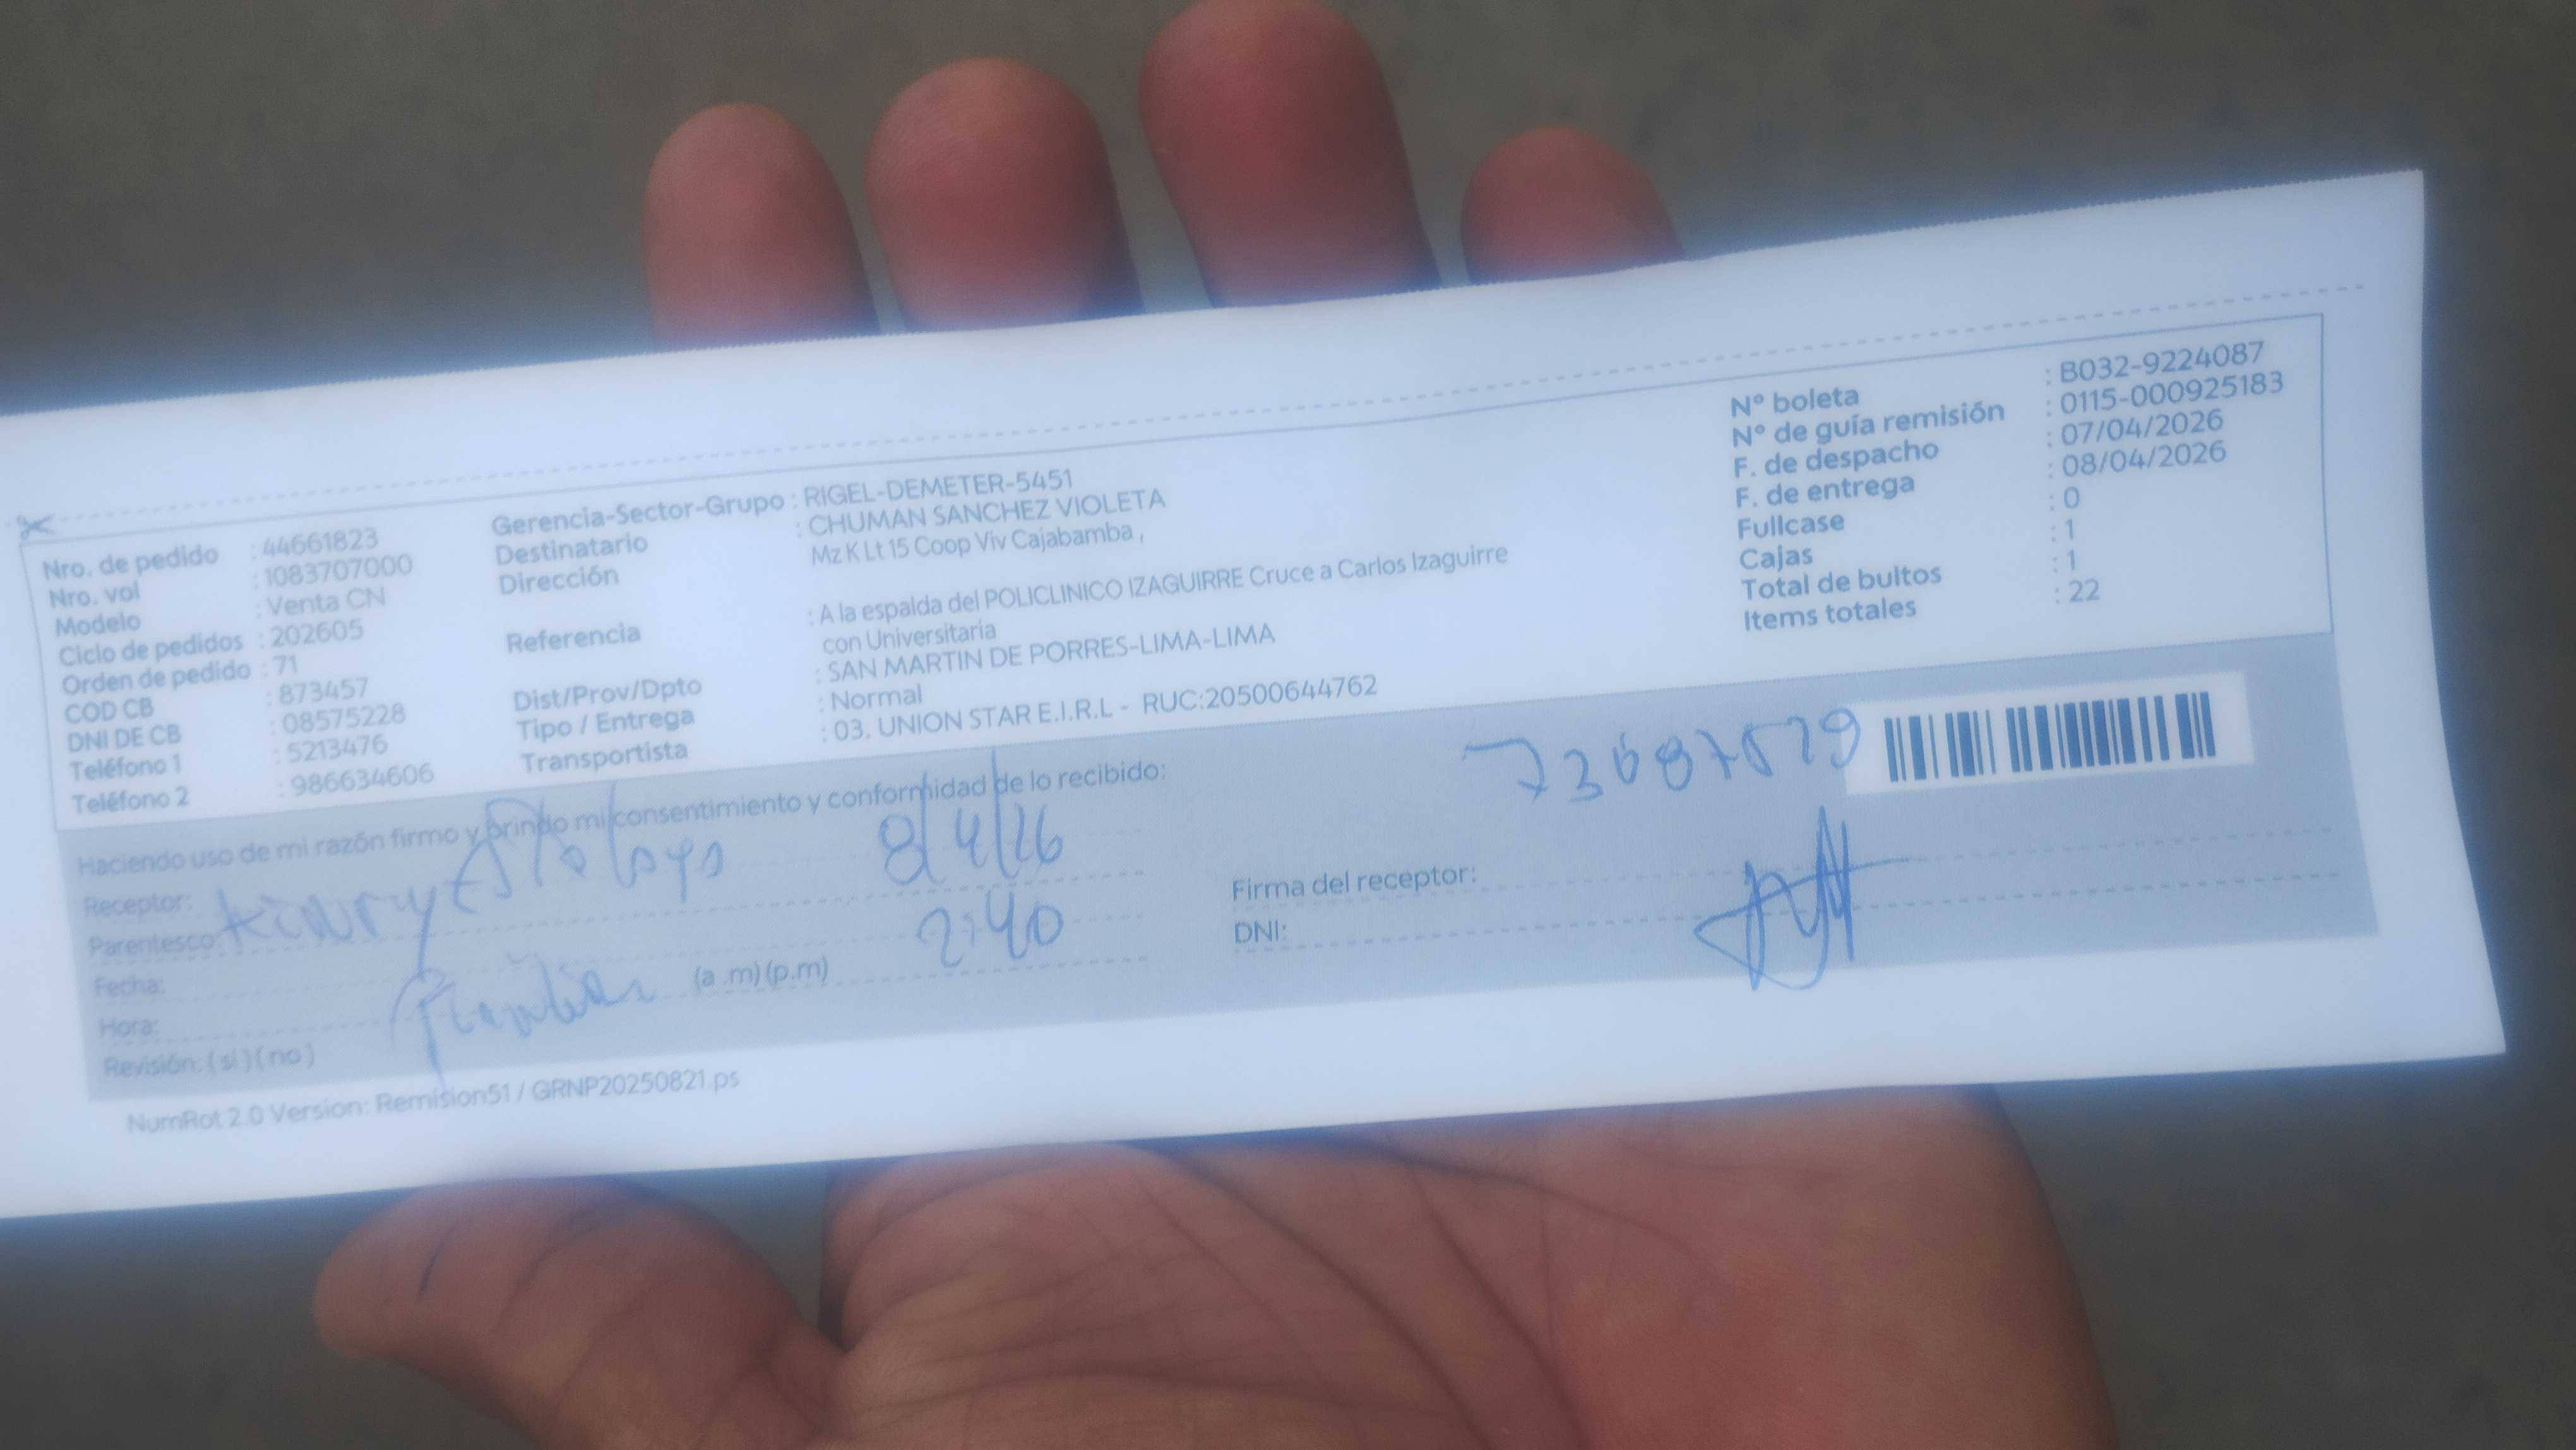 Nro. de pedido : 44661823
Nro. vol : 1083707000
Modelo : Venta CN
Ciclo de pedidos : 202605
Orden de pedido : 71
COD CB : 873457
DNI DE CB : 08575228
Teléfono 1 : 5213476
Teléfono 2 : 986634606
Gerencia-Sector-Grupo : RIGEL-DEMETER-5451
Destinatario : CHUMAN SANCHEZ VIOLETA
Dirección Mz K Lt 15 Coop Viv Cajabamba ,
Referencia : A la espalda del POLICLINICO IZAGUIRRE Cruce a Carlos Izaguirre
con Universitaria
Dist/Prov/Dpto : SAN MARTIN DE PORRES-LIMA-LIMA
Tipo / Entrega : Normal
Transportista : 03. UNION STAR E.I.R.L - RUC:20500644762
N° boleta : B032-9224087
N° de guía remisión : 0115-000925183
F. de despacho : 07/04/2026
F. de entrega : 08/04/2026
Fullcase : 0
Cajas : 1
Total de bultos : 1
Items totales : 22
Haciendo uso de mi razón firmo y brindo mi consentimiento y conformidad de lo recibido:
Receptor: 8/4/26
Parentesco:
Fecha: 2:40
Hora: (a.m)(p.m)
Revisión: (si)(no)
Firma del receptor:
DNI:
NumRot 2.0 Version: Remision51 / GRNP20250821.ps